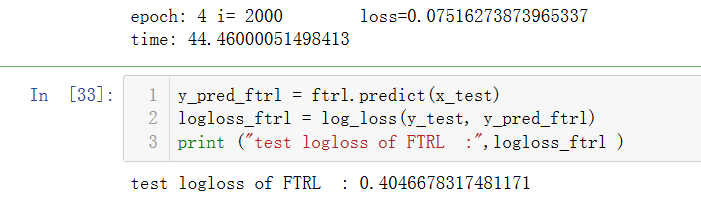 epoch: 4 i= 2000 loss=0.07516273873965337
time: 44.46000051498413
In [33]:
1 y_pred_ftrl = ftrl.predict(x_test)
2 logloss_ftrl = log_loss(y_test, y_pred_ftrl)
3 print ("test logloss of FTRL :",logloss_ftrl )
test logloss of FTRL : 0.4046678317481171